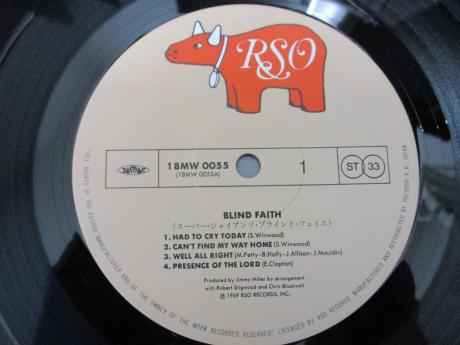 RSO
JASRAC
18MW 0055
(18MW 0055A)
1
ST 33
BLIND FAITH
(スーパー・ジャイアンツ・ブラインド・フェイス)
1. HAD TO CRY TODAY (S.Winwood)
2. CAN'T FIND MY WAY HOME (S.Winwood)
3. WELL ALL RIGHT (M.Petty-B.Holly-J.Allison-J.Mauldin)
4. PRESENCE OF THE LORD (E.Clapton)
Produced by Jimmy Miller by arrangement
with Robert Stigwood and Chris Blackwell
© 1969 RSO RECORDS, INC.
"ALL RIGHTS OF THE RECORD MANUFACTURER AND OF THE OWNER OF THE WORK RECORDED RESERVED". LICENSED BY RSO RECORDS. MANUFACTURED AND DISTRIBUTED BY POLYDOR K.K. JAPAN